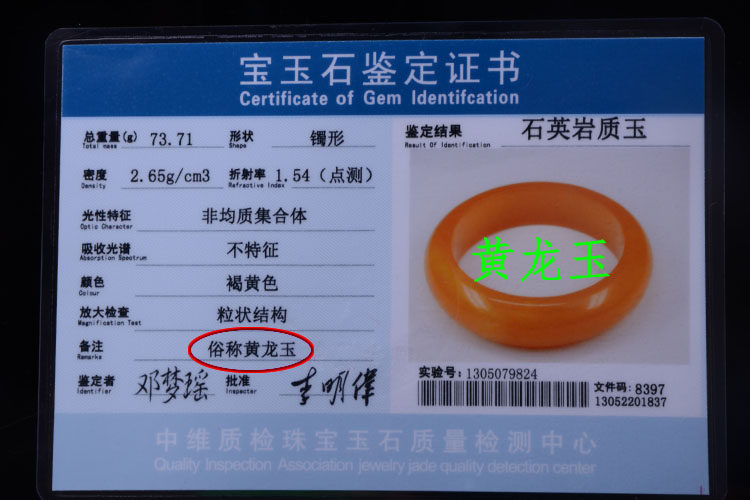 宝玉石鉴定证书
Certificate of Gem Identifcation
总重量(g) 73.71 形状 镯形
Total mass Shape
密度 2.65g/cm3 折射率 1.54（点测）
Density Refractive Index
光性特征 非均质集合体
Optic Character
吸收光谱 不特征
Absorption Spectrum
颜色 褐黄色
Colour
放大检查 粒状结构
Magnification Test
备注 俗称黄龙玉
Remarks
鉴定者 邓梦瑶 批准 李明伟
Identifier Inspecter
鉴定结果 石英岩质玉
Result Of Identification
黄龙玉
实验号: 1305079824
文件码: 8397
13052201837
中维质检珠宝玉石质量检测中心
Quality Inspection Association jewelry jade quality detection center